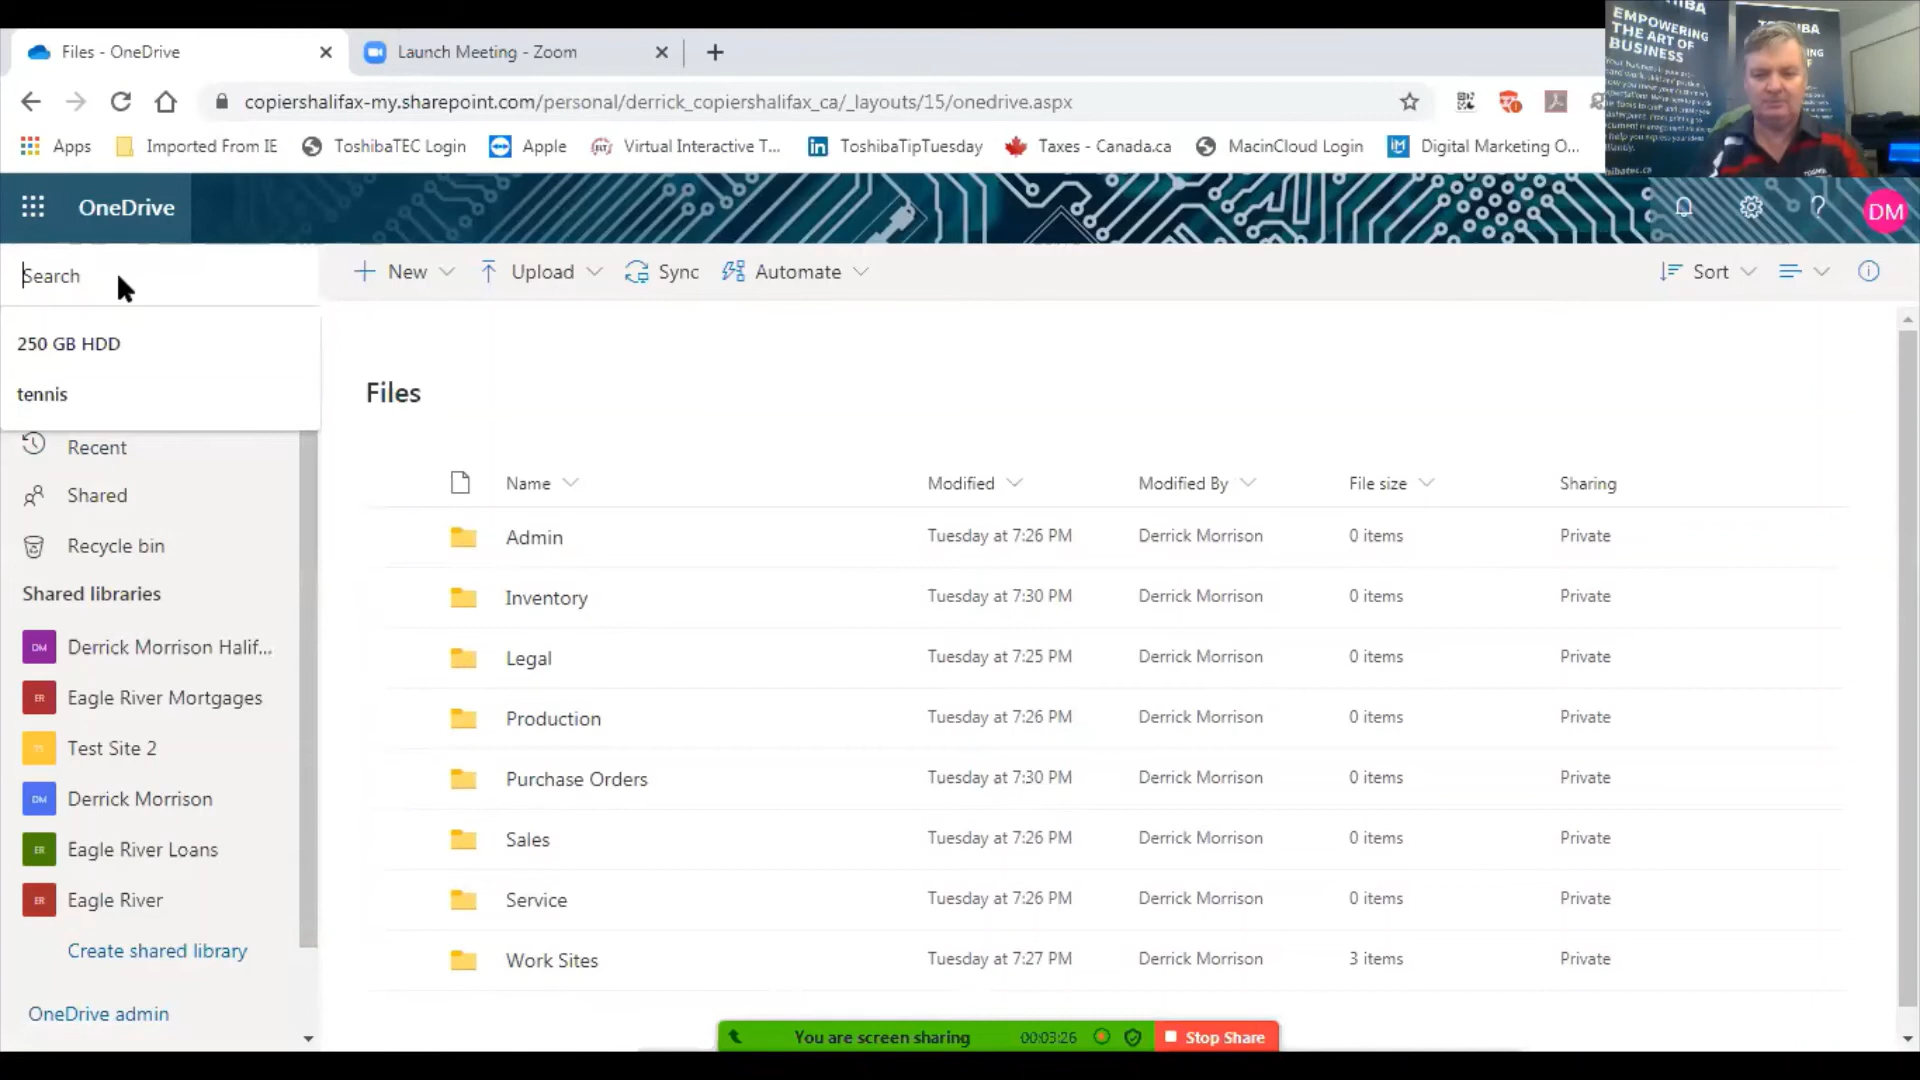 Files - OneDrive
Launch Meeting - Zoom
copiershalifax-my.sharepoint.com/personal/derrick_copiershalifax_ca/_layouts/15/onedrive.aspx
Apps
Imported From IE
ToshibaTEC Login
Apple
Virtual Interactive T...
ToshibaTipTuesday
Taxes - Canada.ca
MacinCloud Login
Digital Marketing O...
EMPOWERING
THE ART OF
BUSINESS
OneDrive
DM
Search
New
Upload
Sync
Automate
Sort
250 GB HDD
tennis
Recent
Shared
Recycle bin
Shared libraries
DM Derrick Morrison Halif...
ER Eagle River Mortgages
Test Site 2
DM Derrick Morrison
ER Eagle River Loans
ER Eagle River
Create shared library
OneDrive admin
Files
Name Modified Modified By File size Sharing
Admin Tuesday at 7:26 PM Derrick Morrison 0 items Private
Inventory Tuesday at 7:30 PM Derrick Morrison 0 items Private
Legal Tuesday at 7:25 PM Derrick Morrison 0 items Private
Production Tuesday at 7:26 PM Derrick Morrison 0 items Private
Purchase Orders Tuesday at 7:30 PM Derrick Morrison 0 items Private
Sales Tuesday at 7:26 PM Derrick Morrison 0 items Private
Service Tuesday at 7:26 PM Derrick Morrison 0 items Private
Work Sites Tuesday at 7:27 PM Derrick Morrison 3 items Private
You are screen sharing 00:03:26 Stop Share